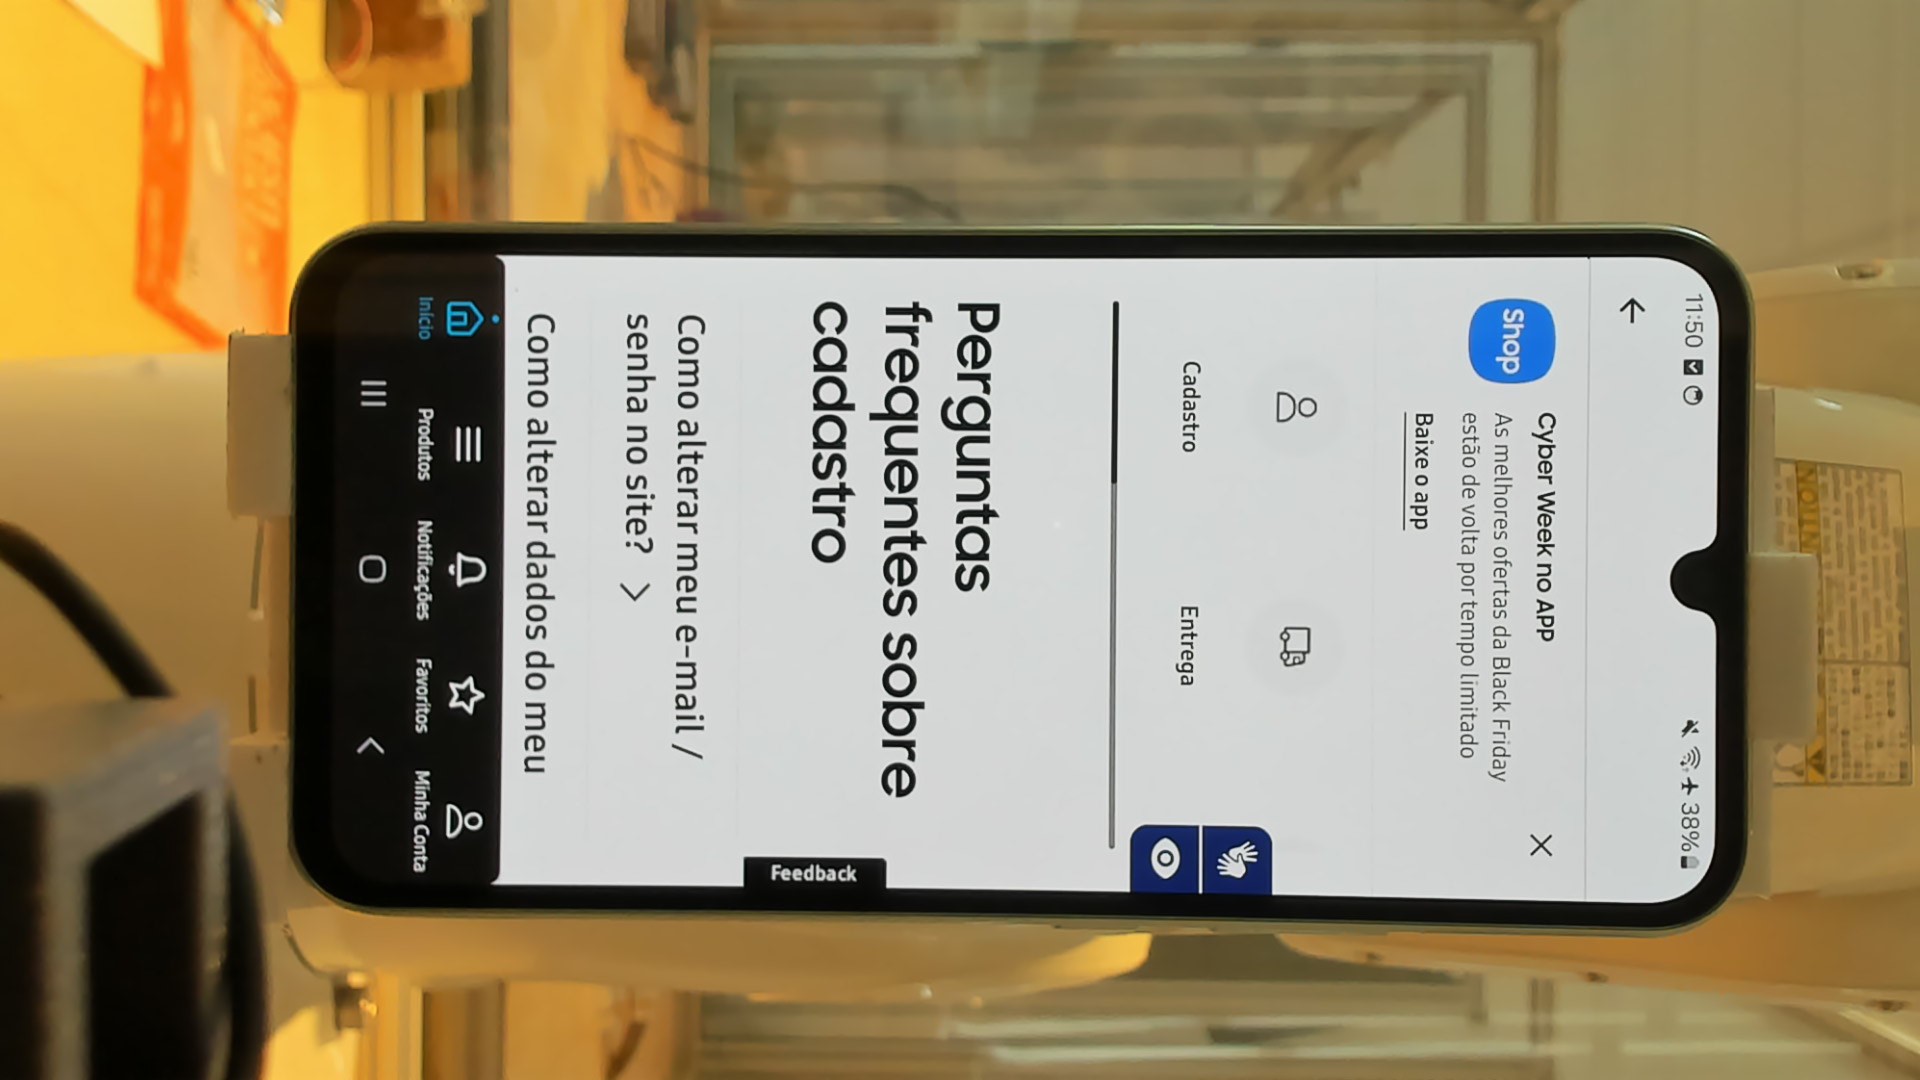 11:50
38%
Shop
Cyber Week no APP
As melhores ofertas da Black Friday
estão de volta por tempo limitado
Baixe o app
Cadastro
Entrega
Perguntas
frequentes sobre
cadastro
Feedback
Como alterar meu e-mail /
senha no site?
Como alterar dados do meu
Início
Produtos
Notificações
Favoritos
Minha Conta